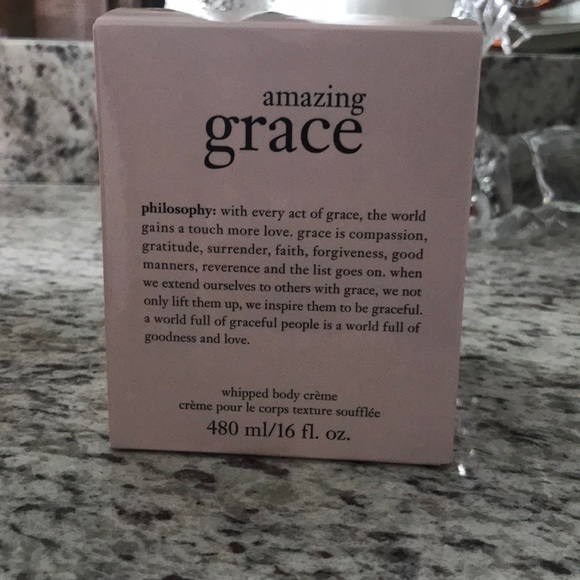 amazing
grace
philosophy: with every act of grace, the world
gains a touch more love. grace is compassion,
gratitude, surrender, faith, forgiveness, good
manners, reverence and the list goes on. when
we extend ourselves to others with grace, we not
only lift them up, we inspire them to be graceful.
a world full of graceful people is a world full of
goodness and love.
whipped body crème
crème pour le corps texture soufflée
480 ml/16 fl. oz.